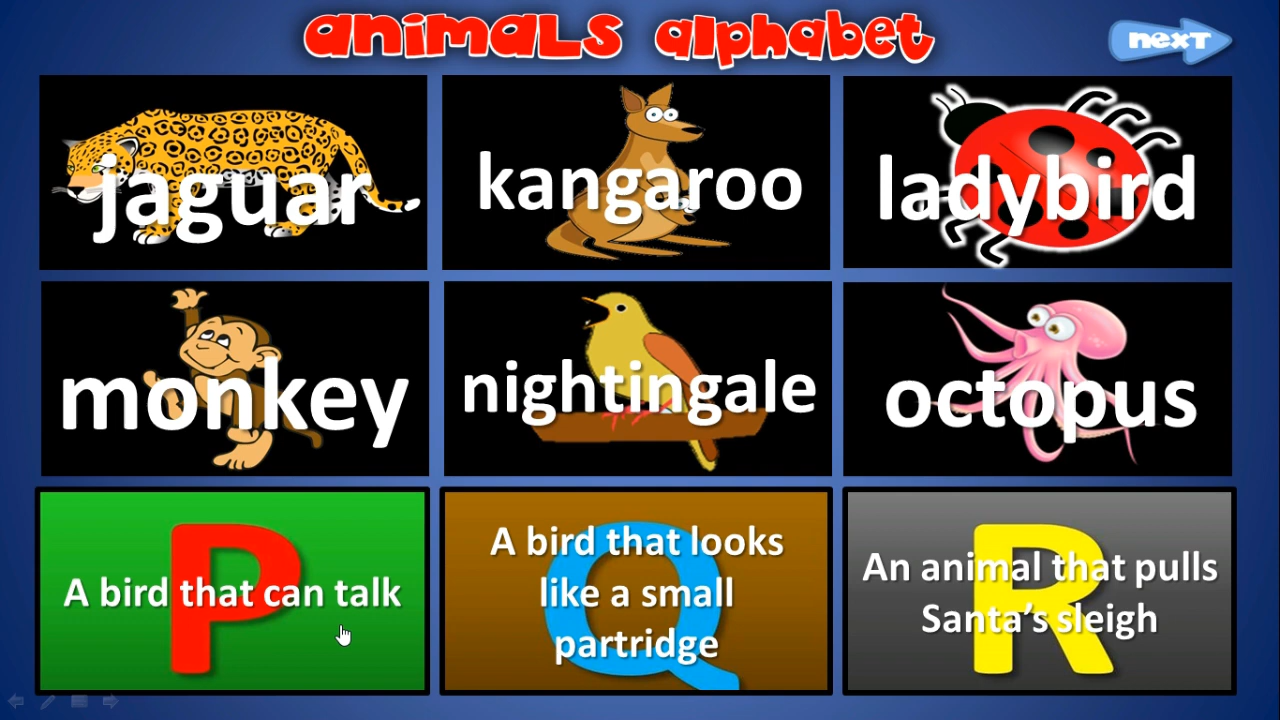 animals alphabet
next
jaguar
kangaroo
ladybird
monkey
nightingale
octopus
P
A bird that can talk
Q
A bird that looks
like a small
partridge
R
An animal that pulls
Santa's sleigh